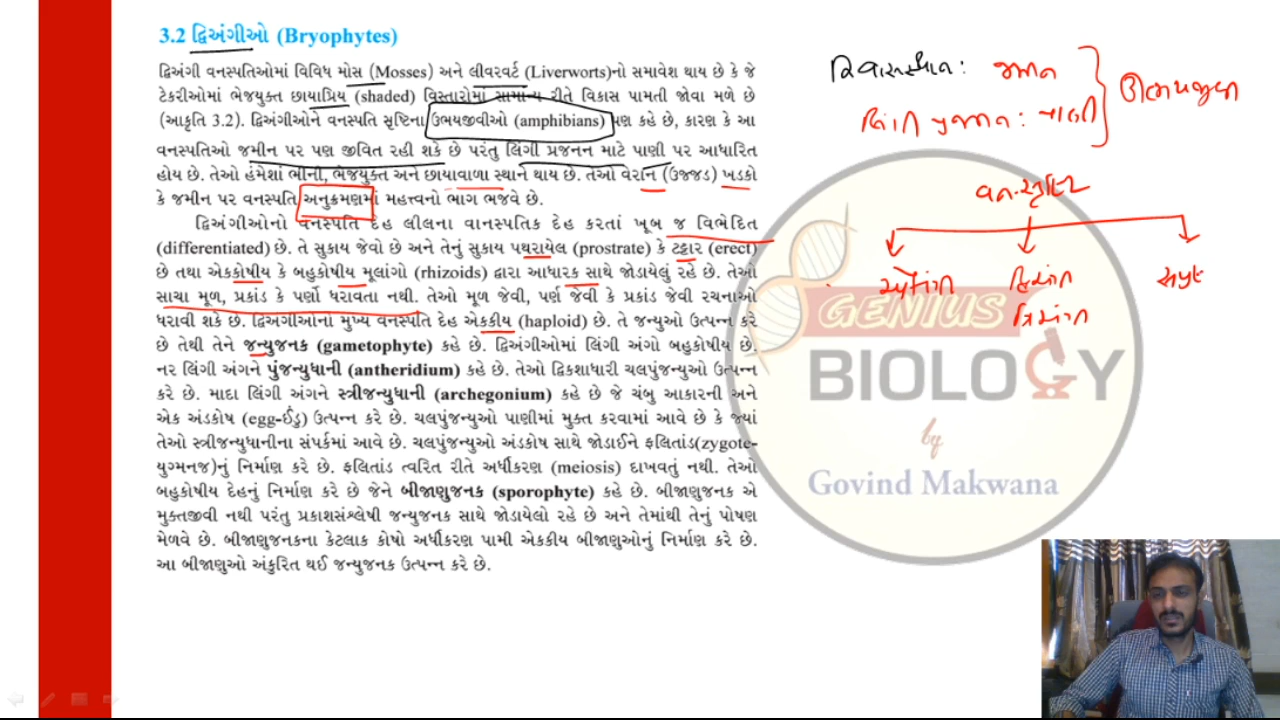 3.2 દ્વિઅંગીઓ (Bryophytes)
દ્વિઅંગી વનસ્પતિઓમાં વિવિધ મોસ (Mosses) અને લીવરવર્ટ (Liverworts)નો સમાવેશ થાય છે કે જે
ટેકરીઓમાં ભેજયુક્ત છાયાપ્રિય (shaded) વિસ્તારોમાં સામાન્ય રીતે વિકાસ પામતી જોવા મળે છે
(આકૃતિ 3.2). દ્વિઅંગીઓને વનસ્પતિ સૃષ્ટિના ઉભયજીવીઓ (amphibians) પણ કહે છે, કારણ કે આ
વનસ્પતિઓ જમીન પર પણ જીવિત રહી શકે છે પરંતુ લિંગી પ્રજનન માટે પાણી પર આધારિત
હોય છે. તેઓ હંમેશાં ભીની, ભેજયુક્ત અને છાયાવાળા સ્થાને થાય છે. તેઓ વેરાન (ઉજ્જડ) ખડકો
કે જમીન પર વનસ્પતિ અનુક્રમણમાં મહત્ત્વનો ભાગ ભજવે છે.
દ્વિઅંગીઓનો વનસ્પતિ દેહ લીલના વાનસ્પતિક દેહ કરતાં ખૂબ જ વિભેદિત
(differentiated) છે. તે સુકાય જેવો છે અને તેનું સુકાય પથરાયેલ (prostrate) કે ટટ્ટાર (erect)
છે તથા એકકોષીય કે બહુકોષીય મૂલાંગો (rhizoids) દ્વારા આધારક સાથે જોડાયેલું રહે છે. તેઓ
સાચા મૂળ, પ્રકાંડ કે પર્ણો ધરાવતા નથી. તેઓ મૂળ જેવી, પર્ણ જેવી કે પ્રકાંડ જેવી રચનાઓ
ધરાવી શકે છે. દ્વિઅંગીઓનો મુખ્ય વનસ્પતિ દેહ એકકીય (haploid) છે. તે જન્યુઓ ઉત્પન્ન કરે
છે તેથી તેને જન્યુજનક (gametophyte) કહે છે. દ્વિઅંગીઓમાં લિંગી અંગો બહુકોષીય છે.
નર લિંગી અંગને પુંજન્યુધાની (antheridium) કહે છે. તેઓ દ્વિકશાધારી ચલપુંજન્યુઓ ઉત્પન્ન
કરે છે. માદા લિંગી અંગને સ્ત્રીજન્યુધાની (archegonium) કહે છે જે ચંબુ આકારની અને
એક અંડકોષ (egg-ઈંડુ) ઉત્પન્ન કરે છે. ચલપુંજન્યુઓ પાણીમાં મુક્ત કરવામાં આવે છે કે જ્યાં
તેઓ સ્ત્રીજન્યુધાનીના સંપર્કમાં આવે છે. ચલપુંજન્યુઓ અંડકોષ સાથે જોડાઈને ફલિતાંડ(zygote-
યુગ્મનજ)નું નિર્માણ કરે છે. ફલિતાંડ ત્વરિત રીતે અર્ધીકરણ (meiosis) દાખવતું નથી. તેઓ
બહુકોષીય દેહનું નિર્માણ કરે છે જેને બીજાણુજનક (sporophyte) કહે છે. બીજાણુજનક એ
મુક્તજીવી નથી પરંતુ પ્રકાશસંશ્લેષી જન્યુજનક સાથે જોડાયેલો રહે છે અને તેમાંથી તેનું પોષણ
મેળવે છે. બીજાણુજનકના કેટલાક કોષો અર્ધીકરણ પામી એકકીય બીજાણુઓનું નિર્માણ કરે છે.
આ બીજાણુઓ અંકુરિત થઈ જન્યુજનક ઉત્પન્ન કરે છે.
નિવાસસ્થાન : જમીન
લિંગી પ્રજનન : પાણી
ઉભયજીવી
એકાંગ
દ્વિઅંગ
ત્રિઅંગ
GENIUS
BIOLOGY
by
Govind Makwana